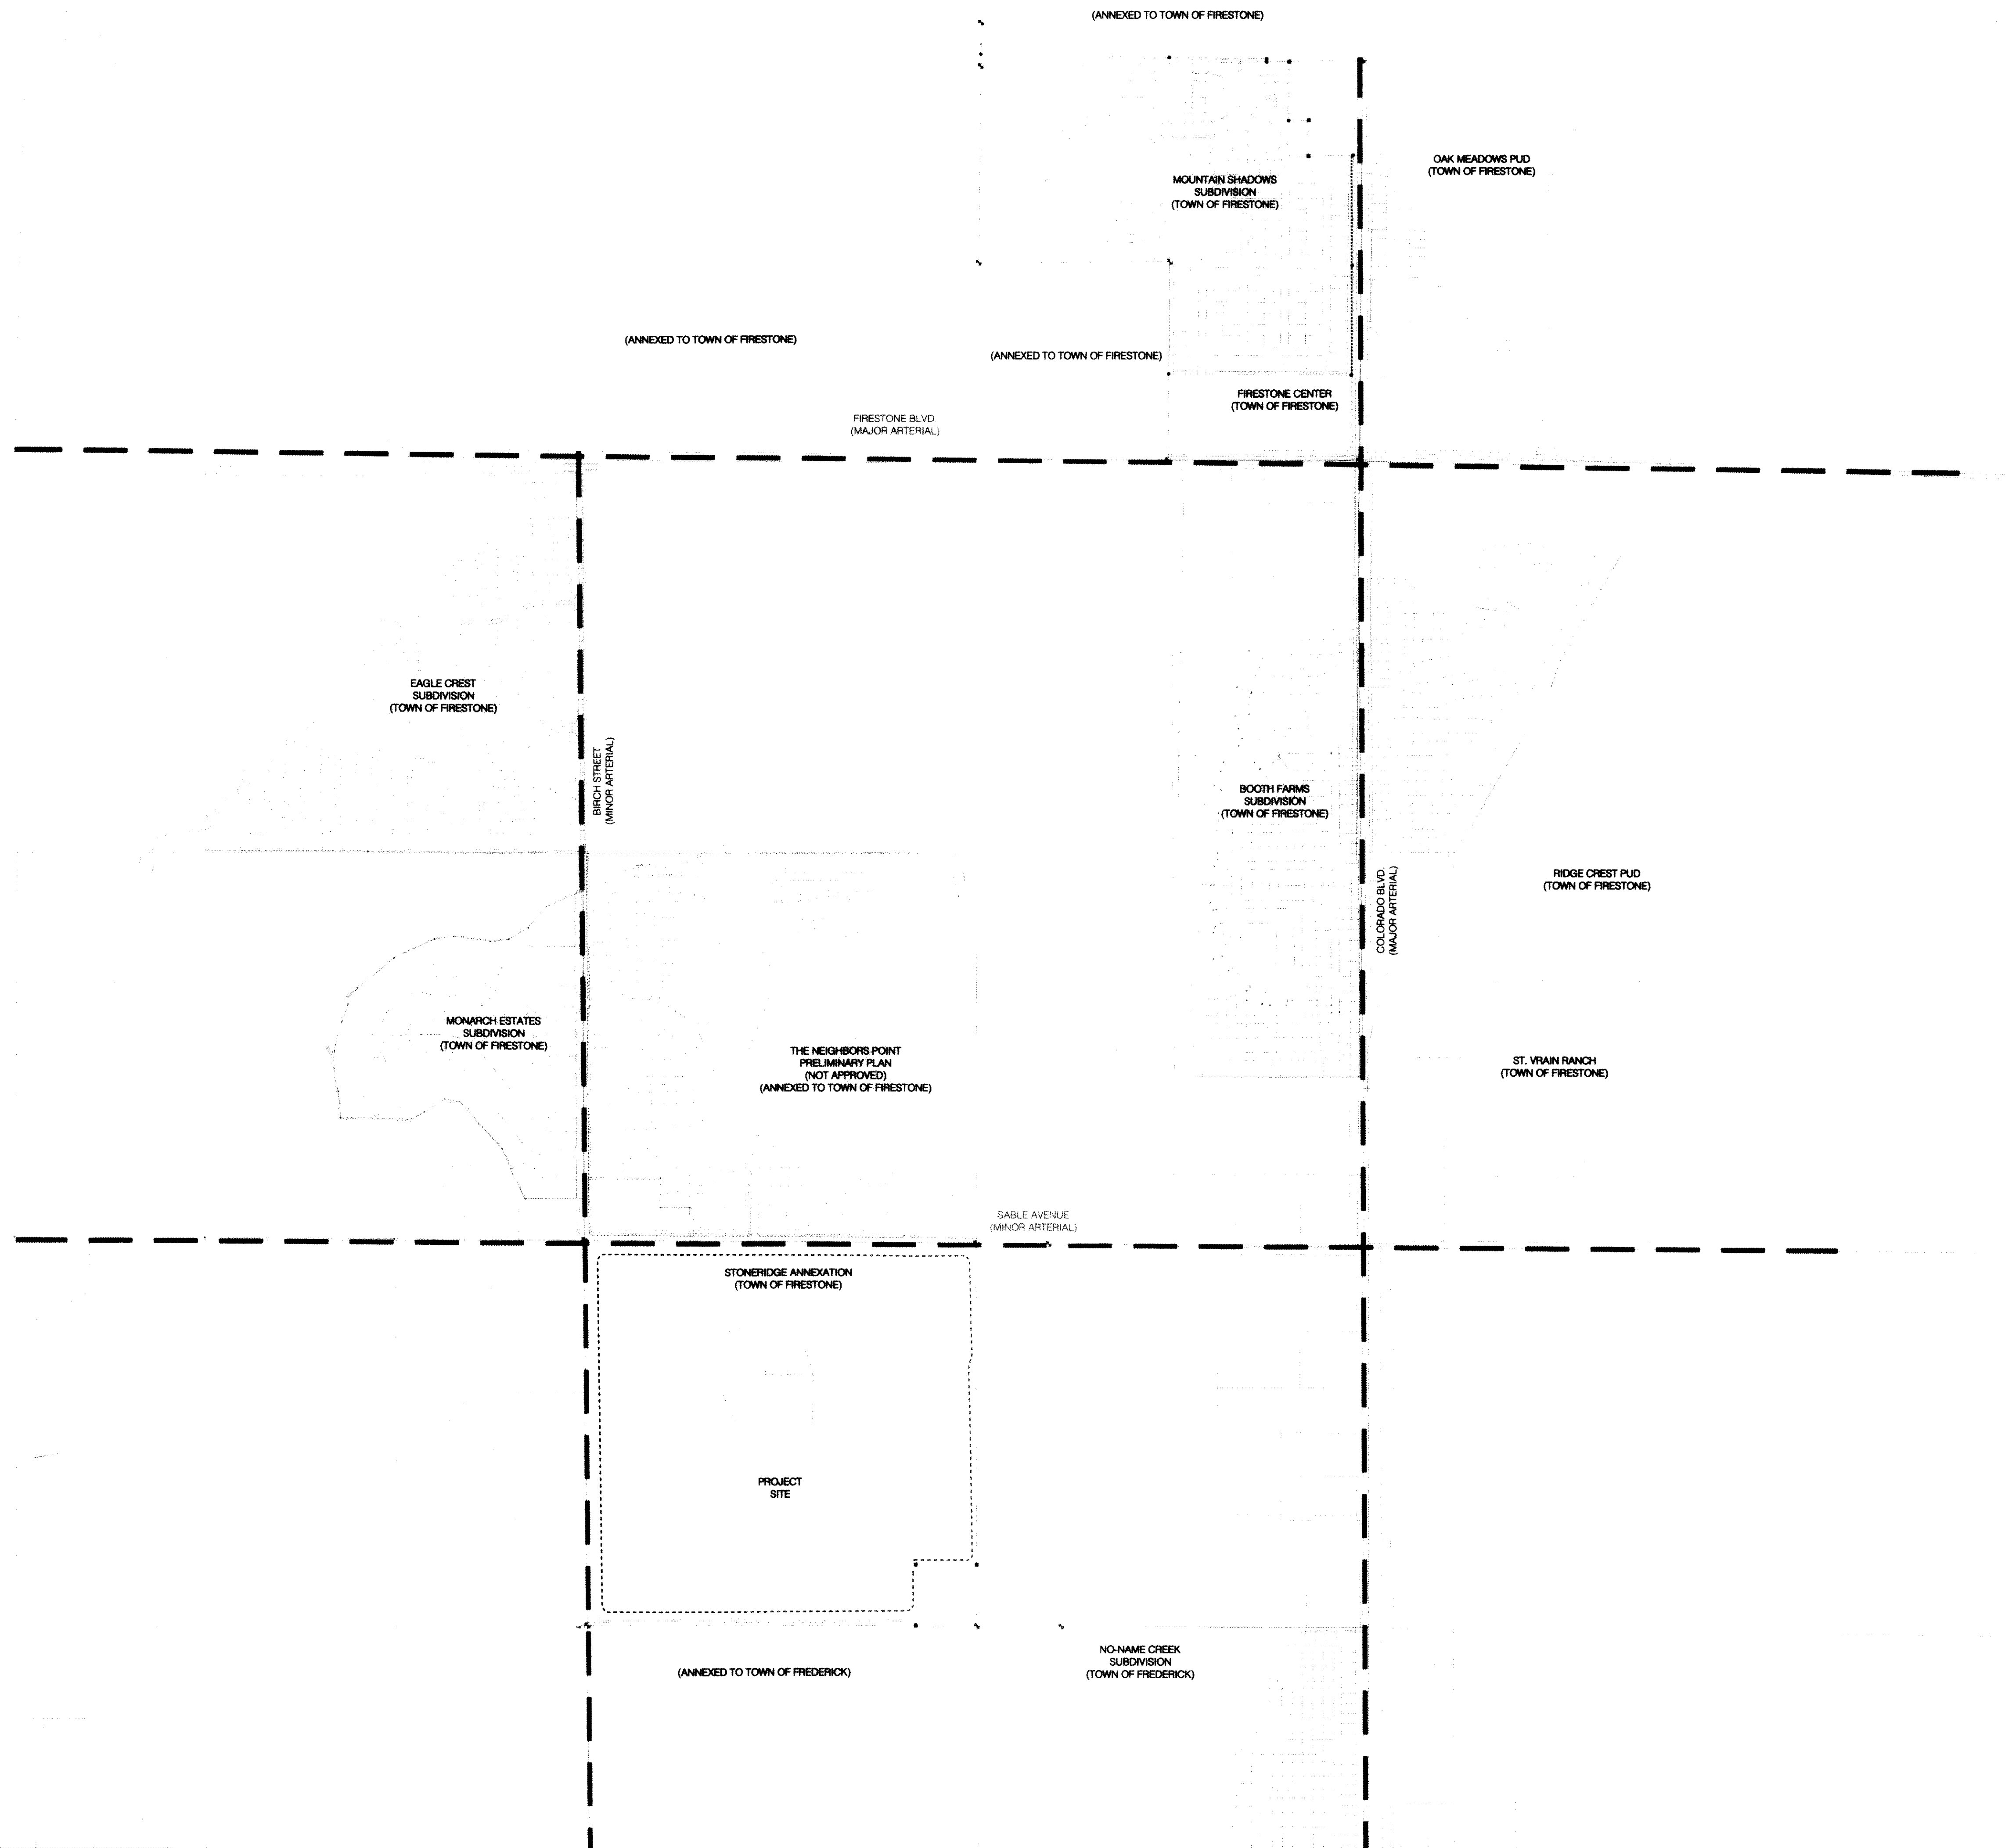 (ANNEXED TO TOWN OF FIRESTONE)
OAK MEADOWS PUD
(TOWN OF FIRESTONE)
MOUNTAIN SHADOWS
SUBDIVISION
(TOWN OF FIRESTONE)
(ANNEXED TO TOWN OF FIRESTONE)
(ANNEXED TO TOWN OF FIRESTONE)
FIRESTONE CENTER
(TOWN OF FIRESTONE)
FIRESTONE BLVD.
(MAJOR ARTERIAL)
EAGLE CREST
SUBDIVISION
(TOWN OF FIRESTONE)
BIRCH STREET
(MINOR ARTERIAL)
BOOTH FARMS
SUBDIVISION
(TOWN OF FIRESTONE)
COLORADO BLVD.
(MAJOR ARTERIAL)
RIDGE CREST PUD
(TOWN OF FIRESTONE)
MONARCH ESTATES
SUBDIVISION
(TOWN OF FIRESTONE)
THE NEIGHBORS POINT
PRELIMINARY PLAN
(NOT APPROVED)
(ANNEXED TO TOWN OF FIRESTONE)
ST. VRAIN RANCH
(TOWN OF FIRESTONE)
SABLE AVENUE
(MINOR ARTERIAL)
STONERIDGE ANNEXATION
(TOWN OF FIRESTONE)
PROJECT
SITE
(ANNEXED TO TOWN OF FREDERICK)
NO-NAME CREEK
SUBDIVISION
(TOWN OF FREDERICK)